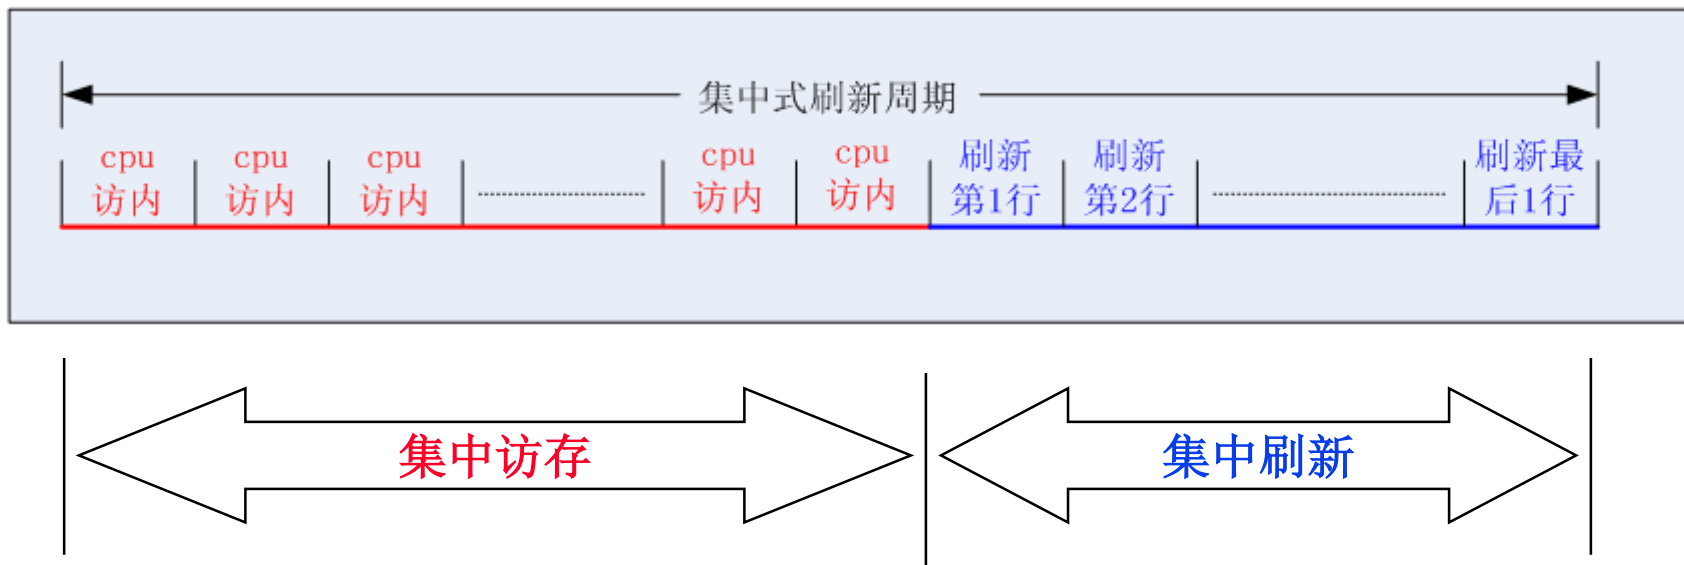 集中式刷新周期
cpu cpu cpu cpu cpu 刷新 刷新 刷新最
访内 访内 访内 访内 访内 第1行 第2行 后1行
集中访存 集中刷新